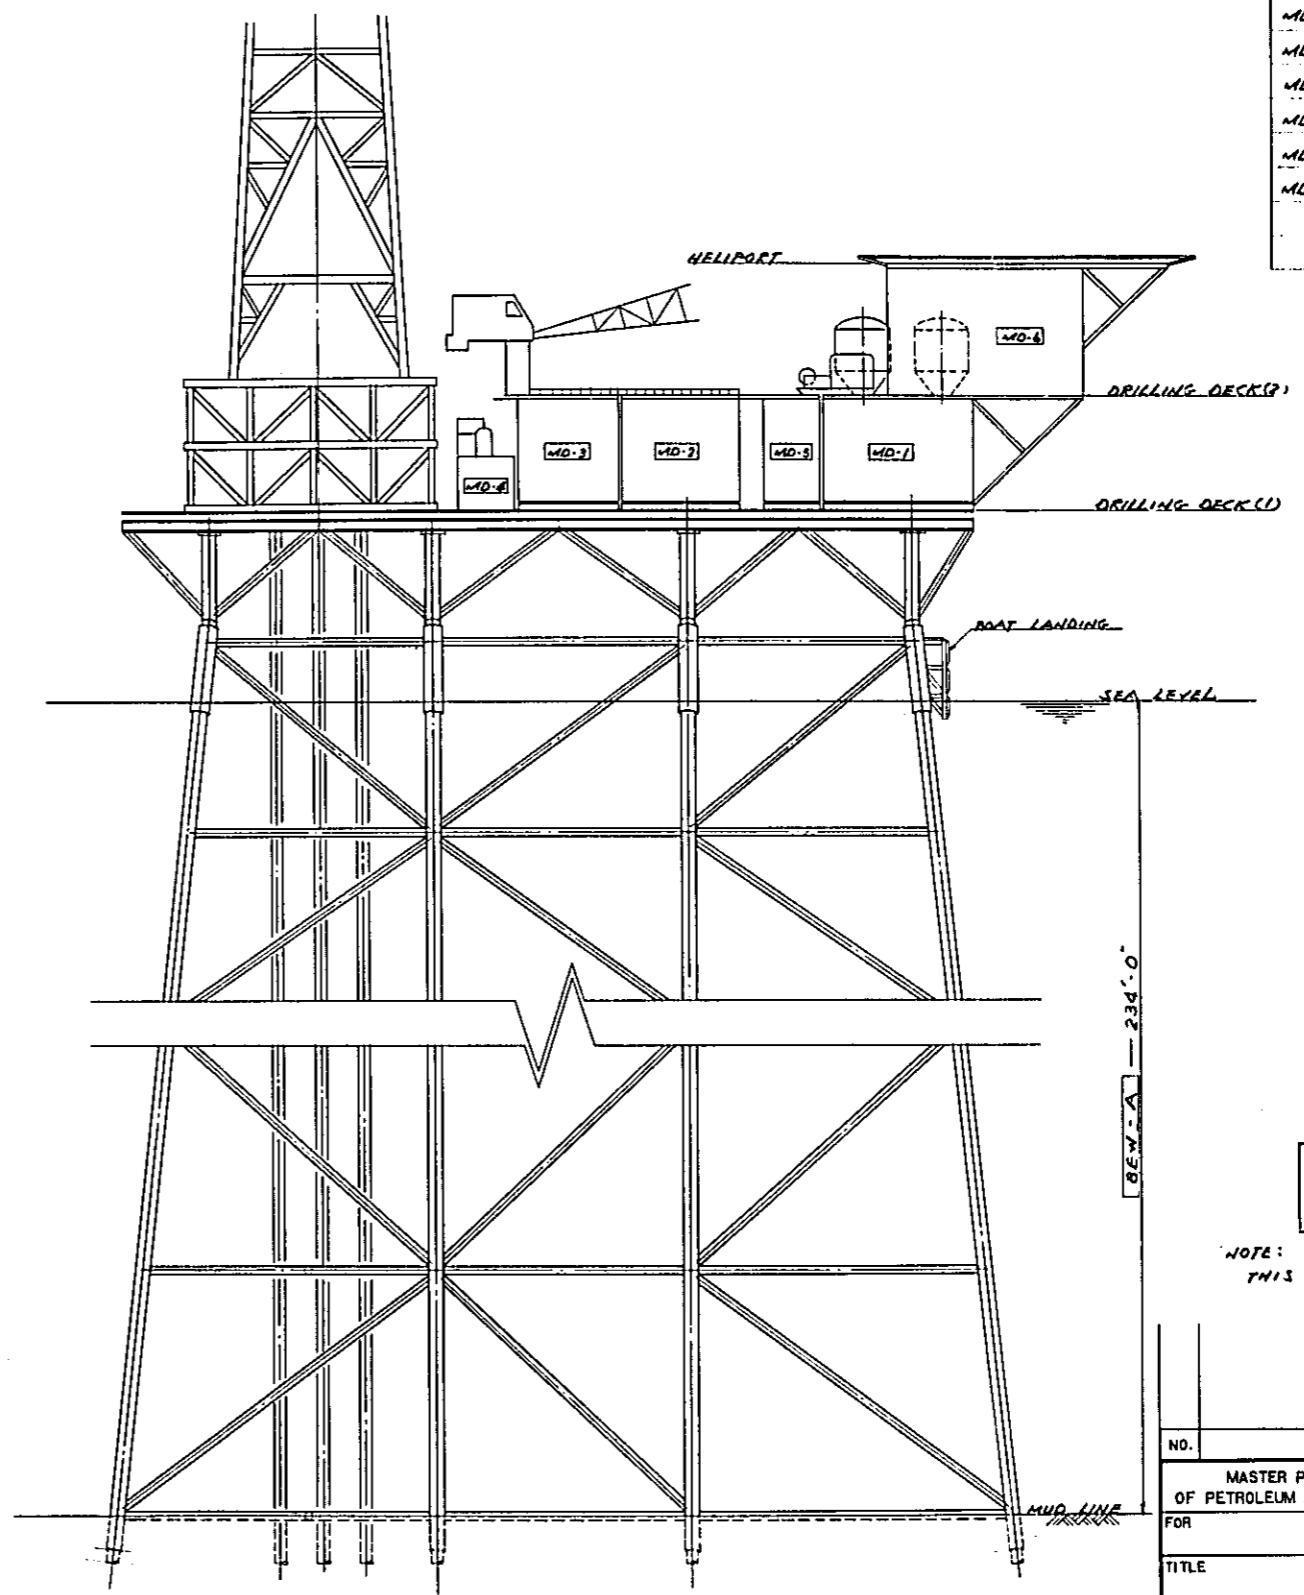 HELIPORT
MD-6
DRILLING DECK(2)
MD-3
MD-2
MD-5
MD-1
MD-4
DRILLING DECK(1)
BOAT LANDING
SEA LEVEL
BEW-A — 234'-0"
NOTE:
THIS
MUD LINE
NO.
MASTER P
OF PETROLEUM
FOR
TITLE